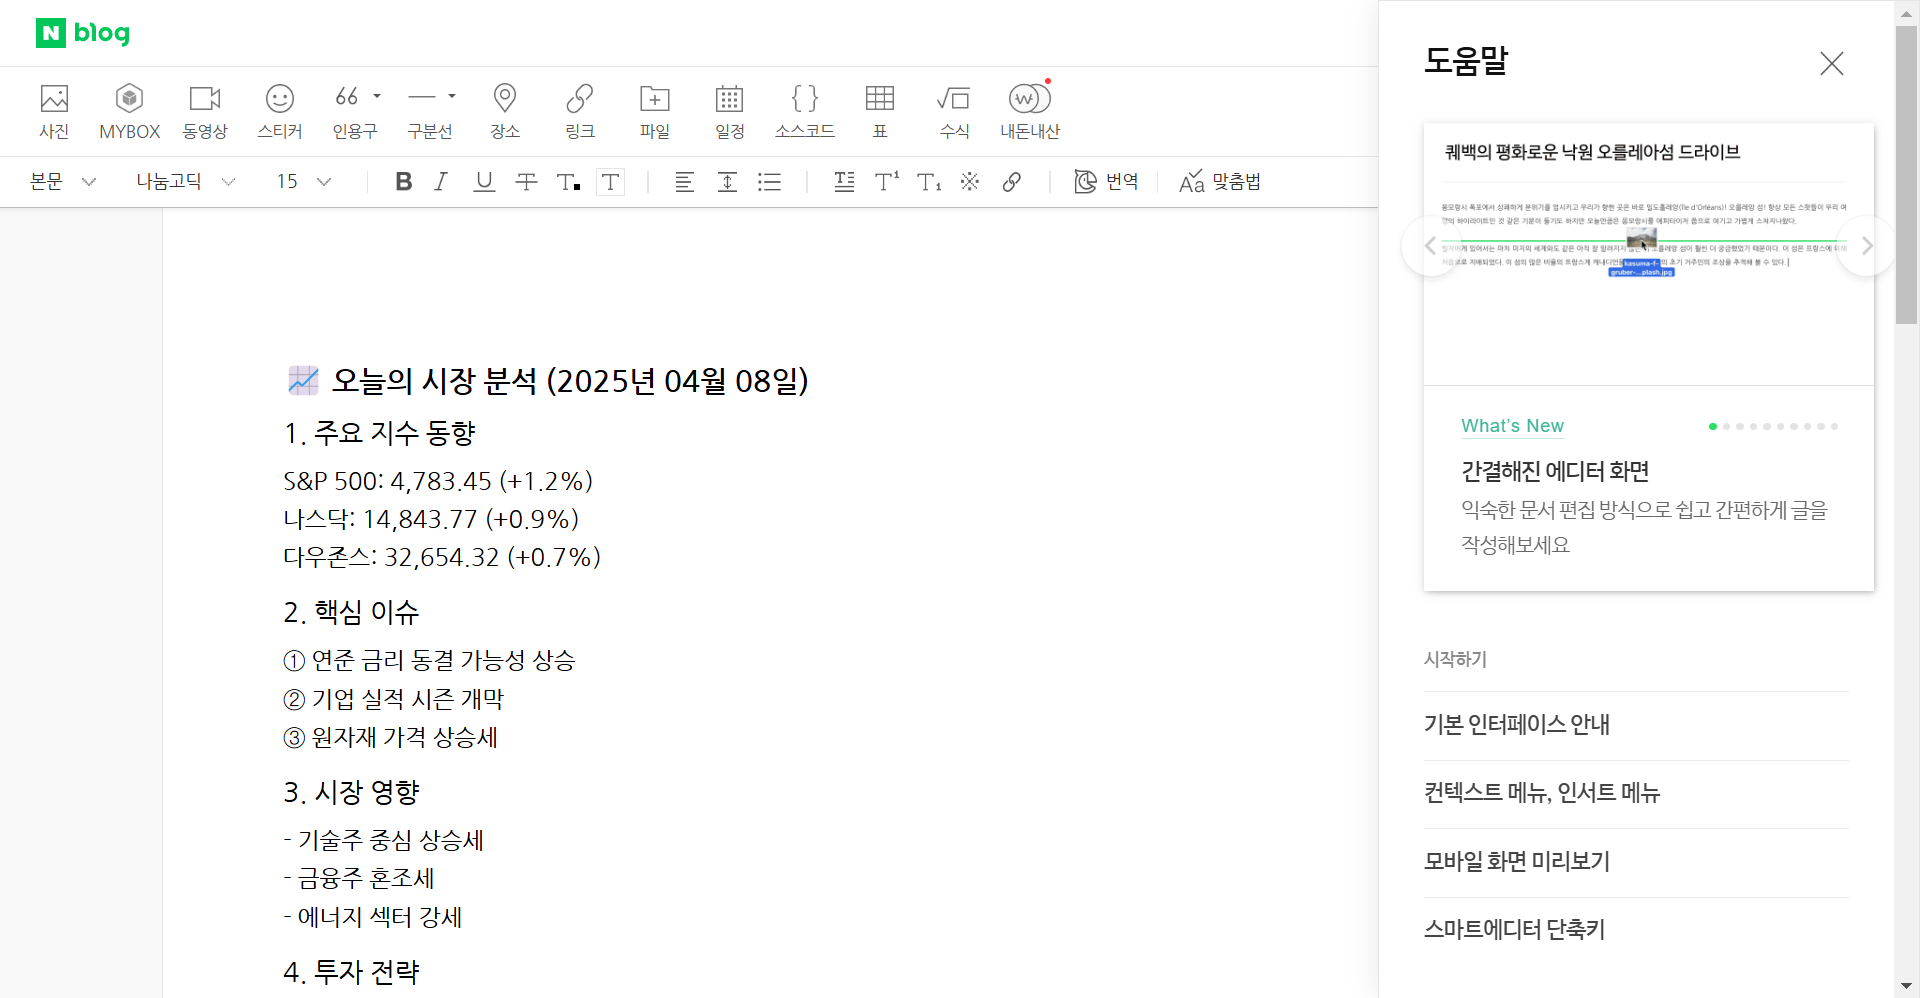 N blog
사진 MYBOX 동영상 스티커 인용구 구분선 장소 링크 파일 일정 소스코드 표 수식 내돈내산
본문 나눔고딕 15 B I U T T. T T¹ T₁ ※ 번역 맞춤법
📈 오늘의 시장 분석 (2025년 04월 08일)
1. 주요 지수 동향
S&P 500: 4,783.45 (+1.2%)
나스닥: 14,843.77 (+0.9%)
다우존스: 32,654.32 (+0.7%)
2. 핵심 이슈
① 연준 금리 동결 가능성 상승
② 기업 실적 시즌 개막
③ 원자재 가격 상승세
3. 시장 영향
- 기술주 중심 상승세
- 금융주 혼조세
- 에너지 섹터 강세
4. 투자 전략
도움말
퀘백의 평화로운 낙원 오를레아섬 드라이브
kasuma-f-
gruber-...plash.jpg
What's New
간결해진 에디터 화면
익숙한 문서 편집 방식으로 쉽고 간편하게 글을
작성해보세요
시작하기
기본 인터페이스 안내
컨텍스트 메뉴, 인서트 메뉴
모바일 화면 미리보기
스마트에디터 단축키